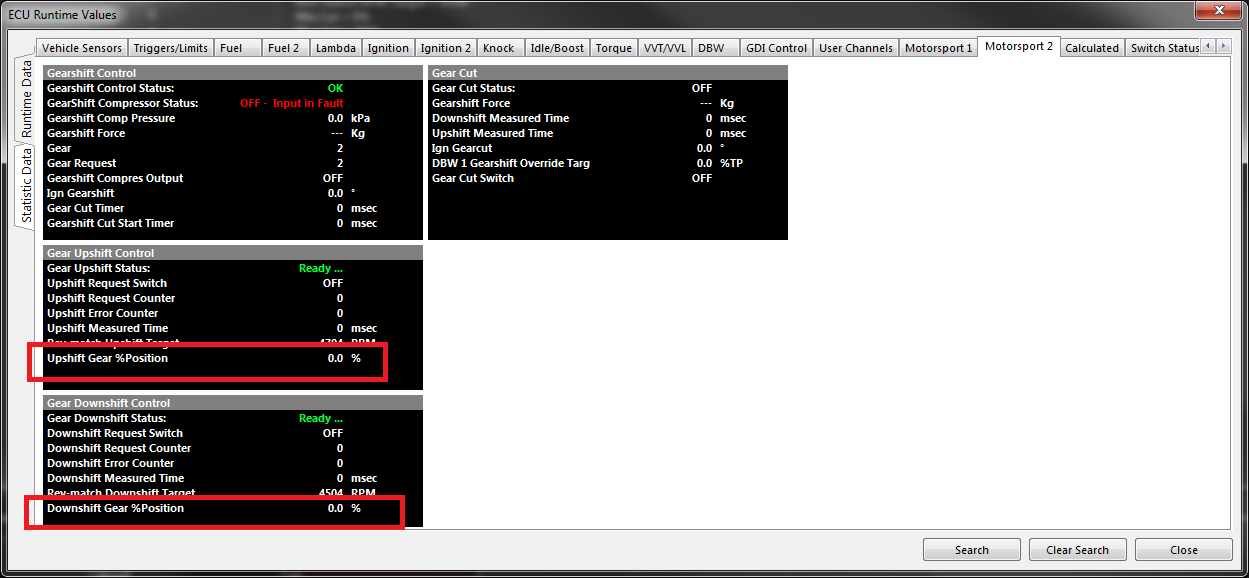 ECU Runtime Values
Vehicle Sensors Triggers/Limits Fuel Fuel 2 Lambda Ignition Ignition 2 Knock Idle/Boost Torque VVT/VVL DBW GDI Control User Channels Motorsport 1 Motorsport 2 Calculated Switch Status
Runtime Data
Statistic Data
Gearshift Control
Gearshift Control Status: OK
GearShift Compressor Status: OFF - Input in Fault
Gearshift Comp Pressure 0.0 kPa
Gearshift Force --- Kg
Gear 2
Gear Request 2
Gearshift Compres Output OFF
Ign Gearshift 0.0 °
Gear Cut Timer 0 msec
Gearshift Cut Start Timer 0 msec
Gear Cut
Gear Cut Status: OFF
Gearshift Force --- Kg
Downshift Measured Time 0 msec
Upshift Measured Time 0 msec
Ign Gearcut 0.0 °
DBW 1 Gearshift Override Targ 0.0 %TP
Gear Cut Switch OFF
Gear Upshift Control
Gear Upshift Status: Ready ...
Upshift Request Switch OFF
Upshift Request Counter 0
Upshift Error Counter 0
Upshift Measured Time 0 msec
Rev-match Upshift Target 4704 RPM
Upshift Gear %Position 0.0 %
Gear Downshift Control
Gear Downshift Status: Ready ...
Downshift Request Switch OFF
Downshift Request Counter 0
Downshift Error Counter 0
Downshift Measured Time 0 msec
Rev-match Downshift Target 4504 RPM
Downshift Gear %Position 0.0 %
Search Clear Search Close